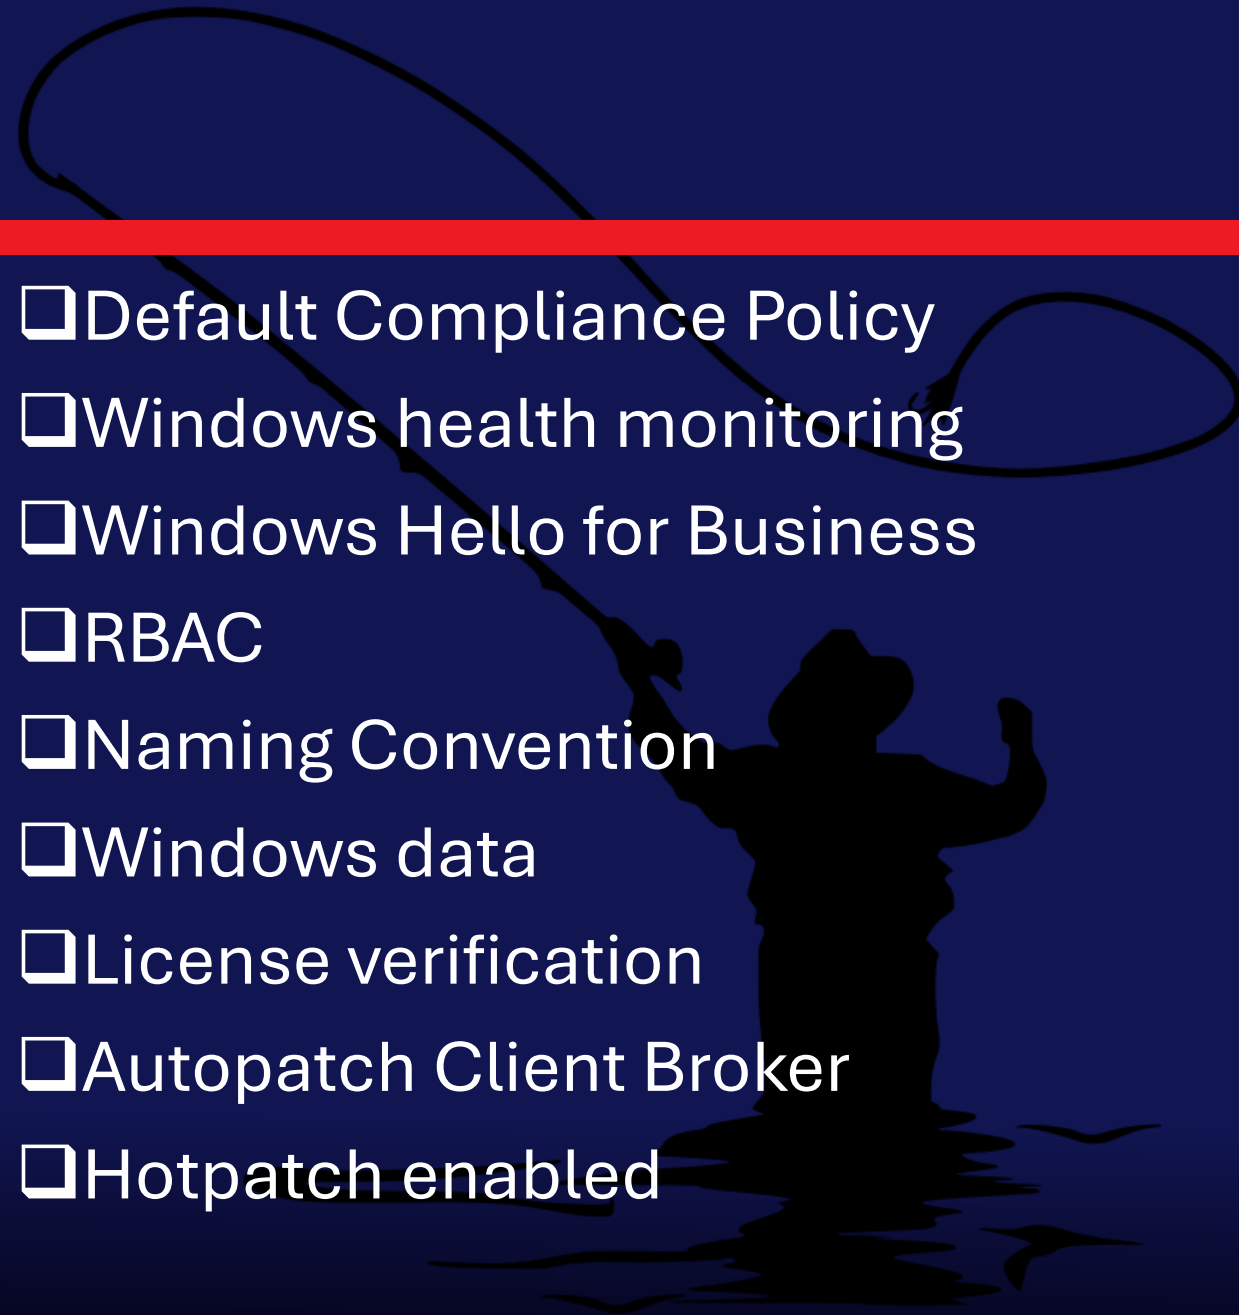 ❑Default Compliance Policy
❑Windows health monitoring
❑Windows Hello for Business
❑RBAC
❑Naming Convention
❑Windows data
❑License verification
❑Autopatch Client Broker
❑Hotpatch enabled